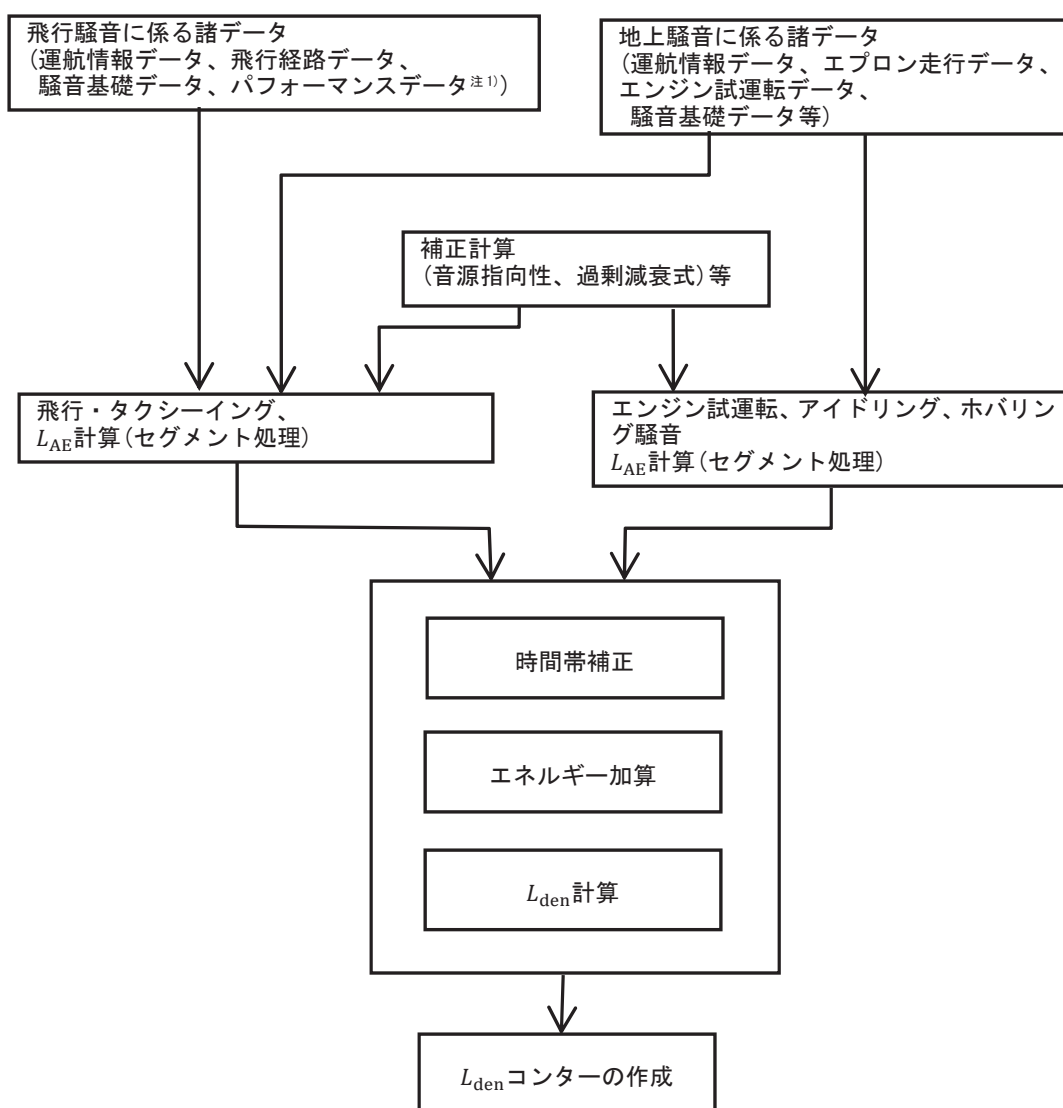 飛行騒音に係る諸データ
(運航情報データ、飛行経路データ、
騒音基礎データ、パフォーマンスデータ注1))
地上騒音に係る諸データ
(運航情報データ、エプロン走行データ、
エンジン試運転データ、
騒音基礎データ等)
補正計算
(音源指向性、過剰減衰式)等
飛行・タクシーイング、
LAE計算(セグメント処理)
エンジン試運転、アイドリング、ホバリン
グ騒音
LAE計算(セグメント処理)
時間帯補正
エネルギー加算
Lden計算
Ldenコンターの作成